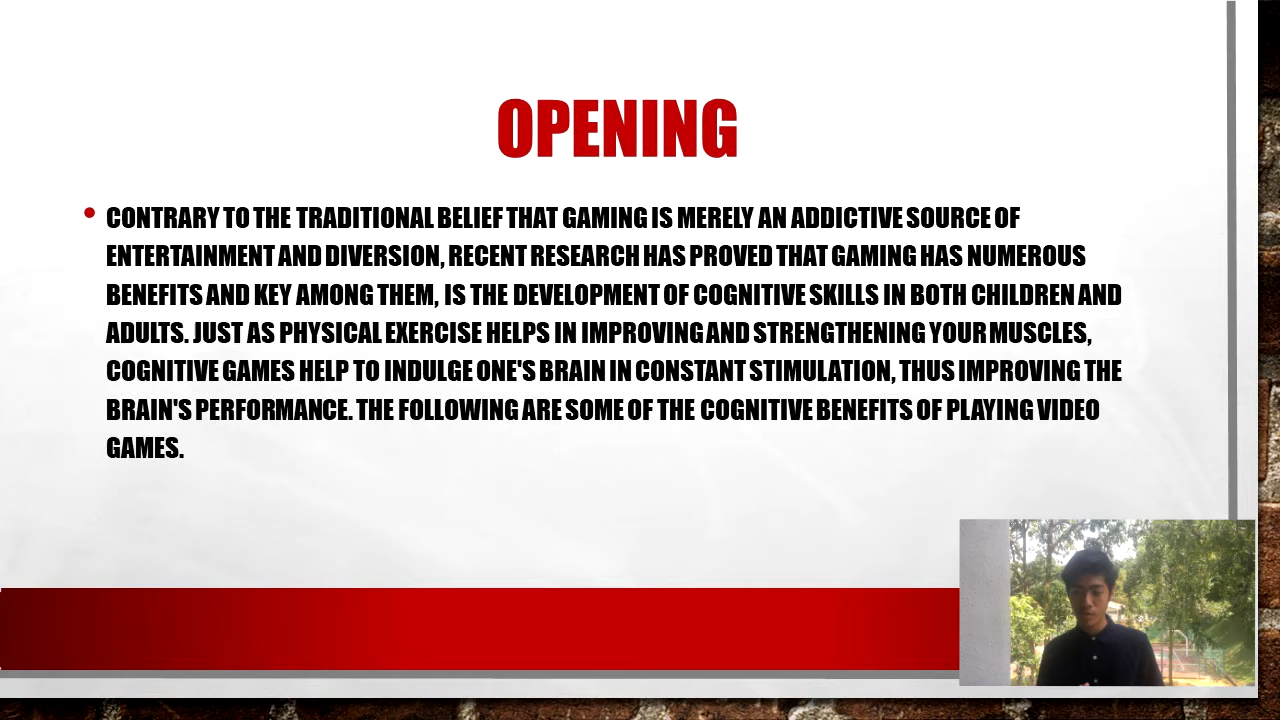 OPENING
• CONTRARY TO THE TRADITIONAL BELIEF THAT GAMING IS MERELY AN ADDICTIVE SOURCE OF
ENTERTAINMENT AND DIVERSION, RECENT RESEARCH HAS PROVED THAT GAMING HAS NUMEROUS
BENEFITS AND KEY AMONG THEM, IS THE DEVELOPMENT OF COGNITIVE SKILLS IN BOTH CHILDREN AND
ADULTS. JUST AS PHYSICAL EXERCISE HELPS IN IMPROVING AND STRENGTHENING YOUR MUSCLES,
COGNITIVE GAMES HELP TO INDULGE ONE'S BRAIN IN CONSTANT STIMULATION, THUS IMPROVING THE
BRAIN'S PERFORMANCE. THE FOLLOWING ARE SOME OF THE COGNITIVE BENEFITS OF PLAYING VIDEO
GAMES.